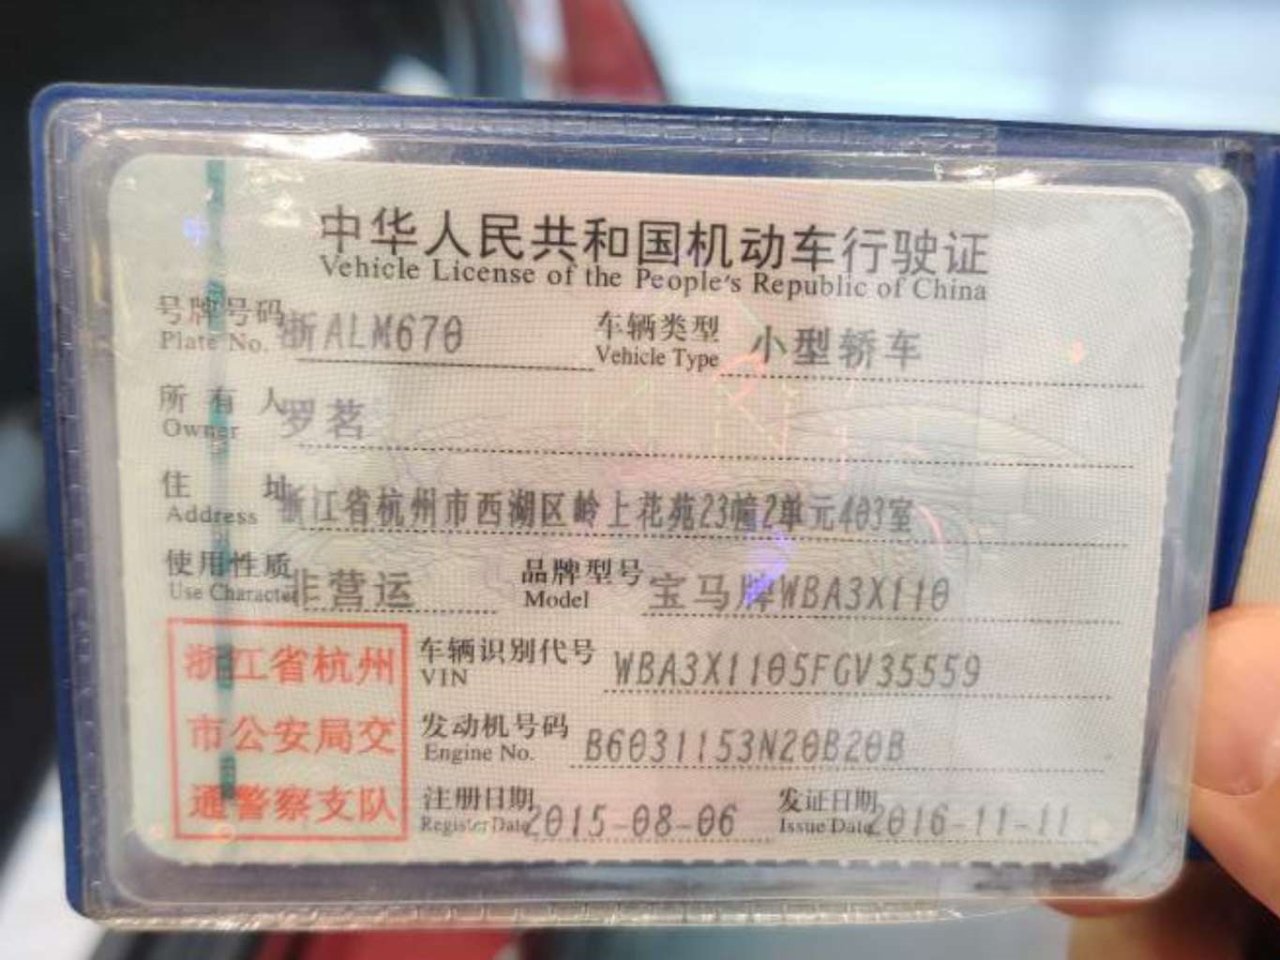 中华人民共和国机动车行驶证
Vehicle License of the People's Republic of China
号牌号码 浙ALM670 车辆类型 小型轿车
Plate No. Vehicle Type
所有人 罗茗
Owner
住址 浙江省杭州市西湖区岭上花苑23幢2单元403室
Address
使用性质 非营运 品牌型号 宝马牌WBA3X110
Use Character Model
浙江省杭州
市公安局交
通警察支队
车辆识别代号 WBA3X1105FGV35559
VIN
发动机号码 B6031153N20B20B
Engine No.
注册日期 2015-08-06 发证日期 2016-11-11
Register Date Issue Date